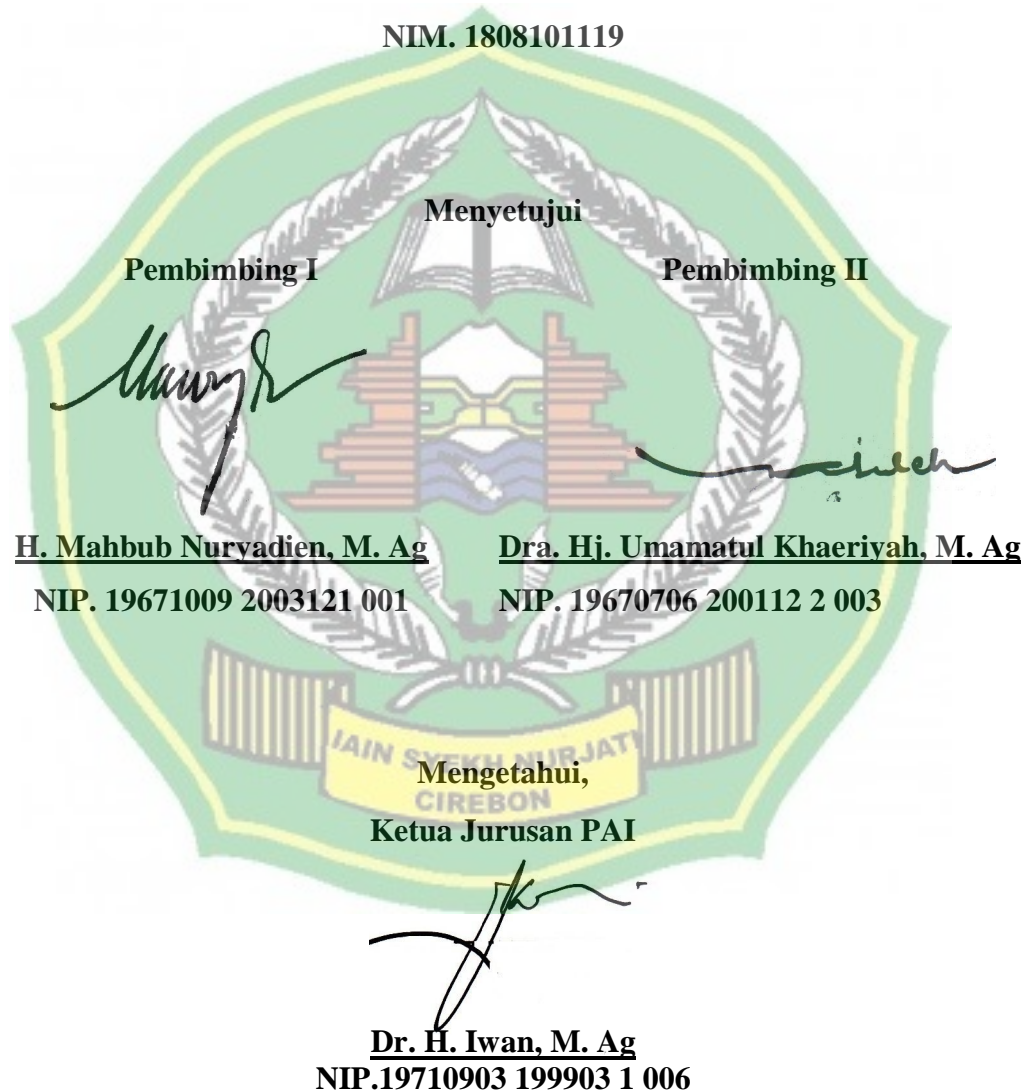 NIM. 1808101119
Menyetujui
Pembimbing I Pembimbing II
H. Mahbub Nuryadien, M. Ag Dra. Hj. Umamatul Khaeriyah, M. Ag
NIP. 19671009 2003121 001 NIP. 19670706 200112 2 003
IAIN SYEKH NURJATI
CIREBON
Mengetahui,
Ketua Jurusan PAI
Dr. H. Iwan, M. Ag
NIP.19710903 199903 1 006